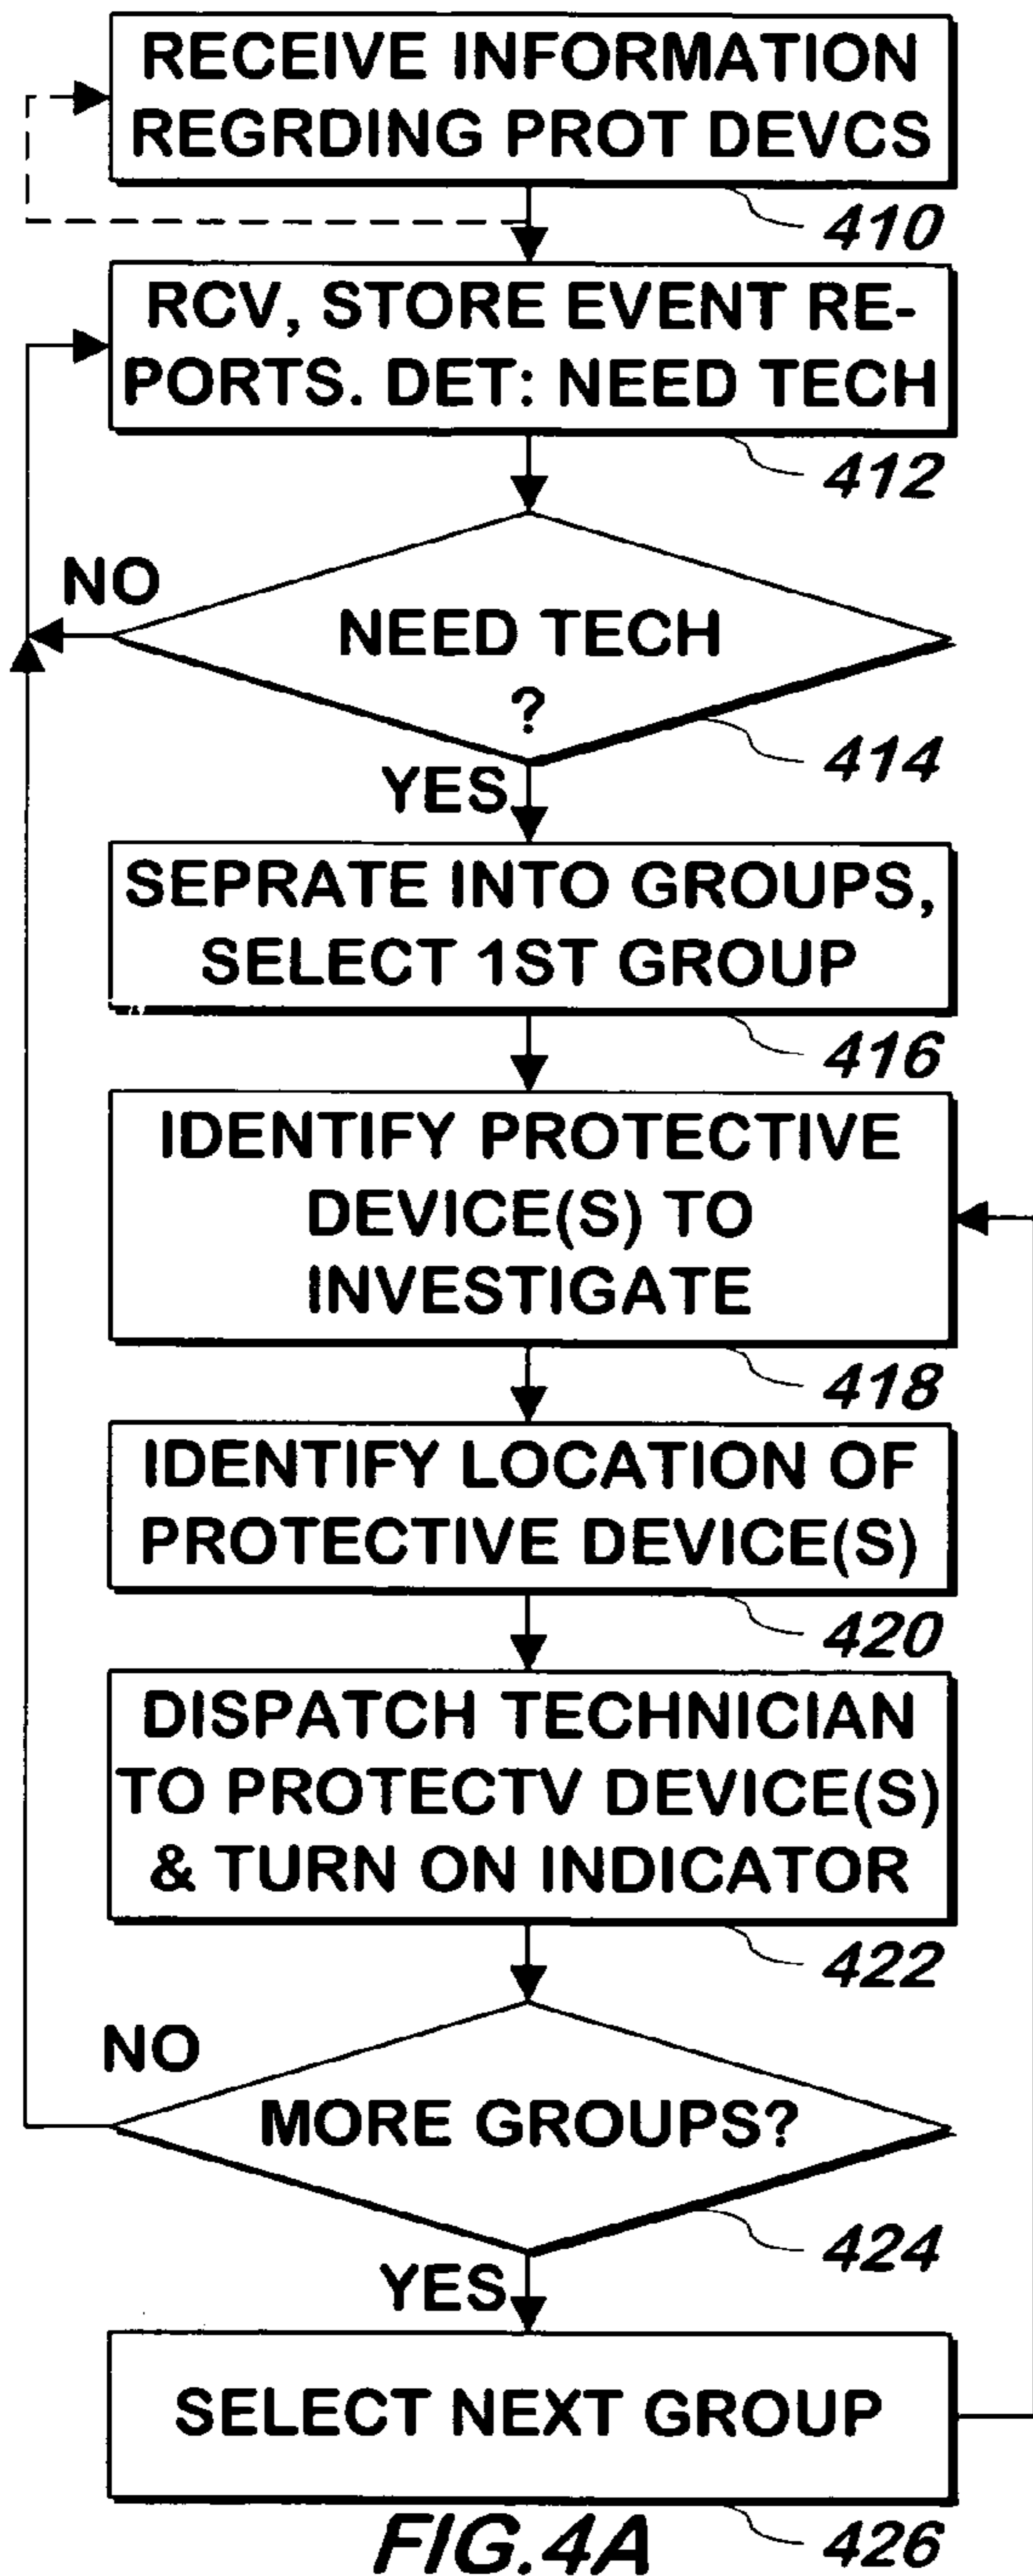 RECEIVE INFORMATION
REGRDING PROT DEVCS
410
RCV, STORE EVENT RE-
PORTS. DET: NEED TECH
412
NO
NEED TECH
?
414
YES
SEPRATE INTO GROUPS,
SELECT 1ST GROUP
416
IDENTIFY PROTECTIVE
DEVICE(S) TO
INVESTIGATE
418
IDENTIFY LOCATION OF
PROTECTIVE DEVICE(S)
420
DISPATCH TECHNICIAN
TO PROTECTV DEVICE(S)
& TURN ON INDICATOR
422
NO
MORE GROUPS?
424
YES
SELECT NEXT GROUP
426
FIG.4A